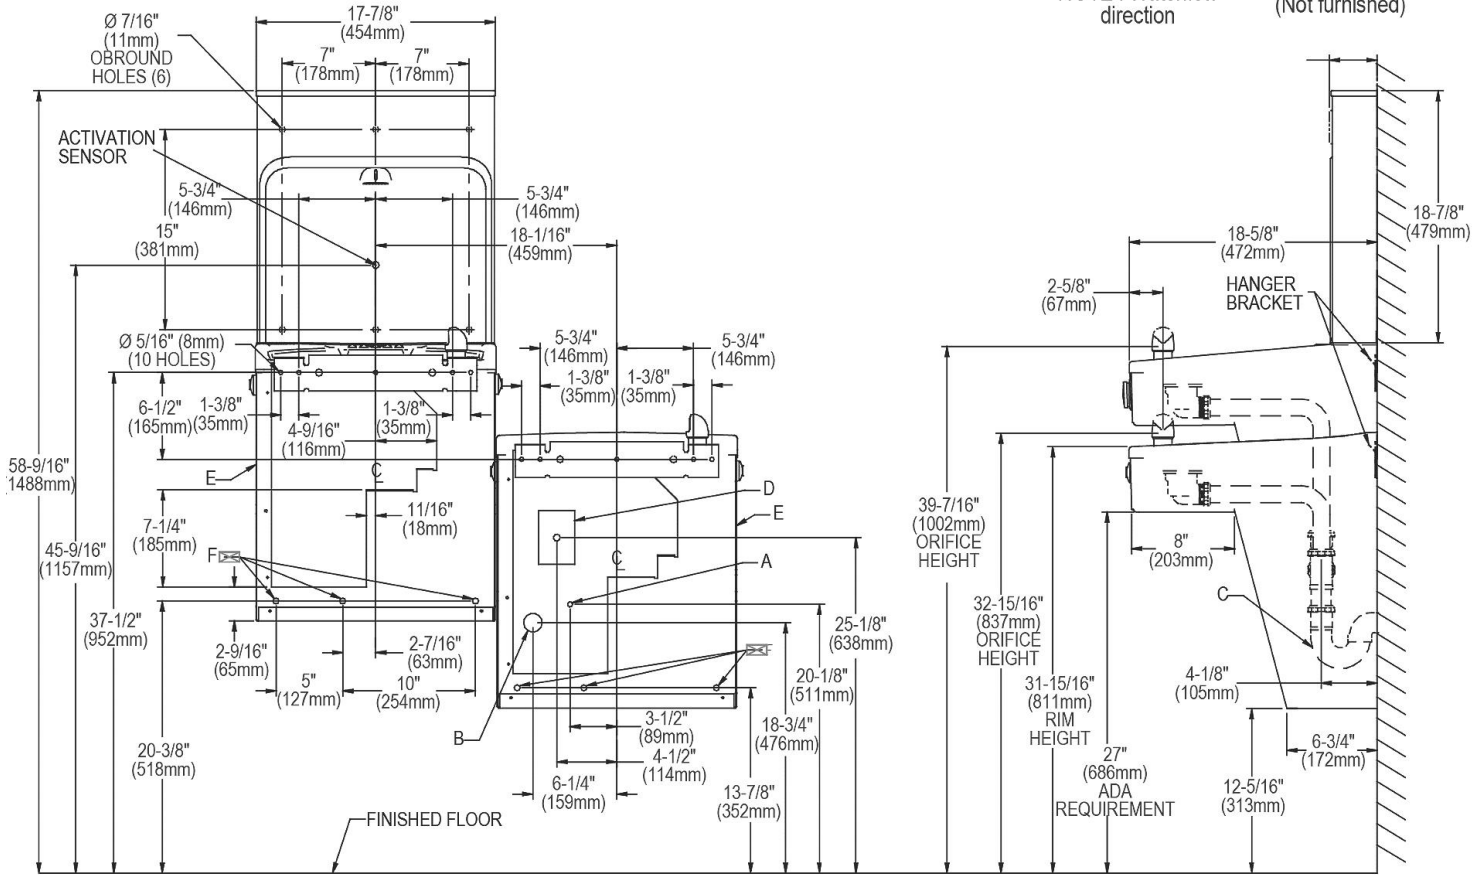 direction
(Not furnished)
17-7/8"
(454mm)
Ø 7/16"
(11mm)
OBROUND
HOLES (6)
7"
(178mm)
7"
(178mm)
ACTIVATION
SENSOR
5-3/4"
(146mm)
5-3/4"
(146mm)
15"
(381mm)
18-1/16"
(459mm)
18-7/8"
(479mm)
18-5/8"
(472mm)
2-5/8"
(67mm)
HANGER
BRACKET
Ø 5/16" (8mm)
(10 HOLES)
5-3/4"
(146mm)
5-3/4"
(146mm)
1-3/8"
(35mm)
1-3/8"
(35mm)
6-1/2"
(165mm)
1-3/8"
(35mm)
1-3/8"
(35mm)
4-9/16"
(116mm)
58-9/16"
(1488mm)
E
C
L
11/16"
(18mm)
D
E
7-1/4"
(185mm)
45-9/16"
(1157mm)
F
C
L
A
39-7/16"
(1002mm)
ORIFICE
HEIGHT
8"
(203mm)
C
37-1/2"
(952mm)
25-1/8"
(638mm)
32-15/16"
(837mm)
ORIFICE
HEIGHT
2-9/16"
(65mm)
2-7/16"
(63mm)
F
5"
(127mm)
10"
(254mm)
20-1/8"
(511mm)
31-15/16"
(811mm)
RIM
HEIGHT
4-1/8"
(105mm)
B
3-1/2"
(89mm)
18-3/4"
(476mm)
20-3/8"
(518mm)
4-1/2"
(114mm)
6-1/4"
(159mm)
13-7/8"
(352mm)
27"
(686mm)
ADA
REQUIREMENT
6-3/4"
(172mm)
12-5/16"
(313mm)
FINISHED FLOOR